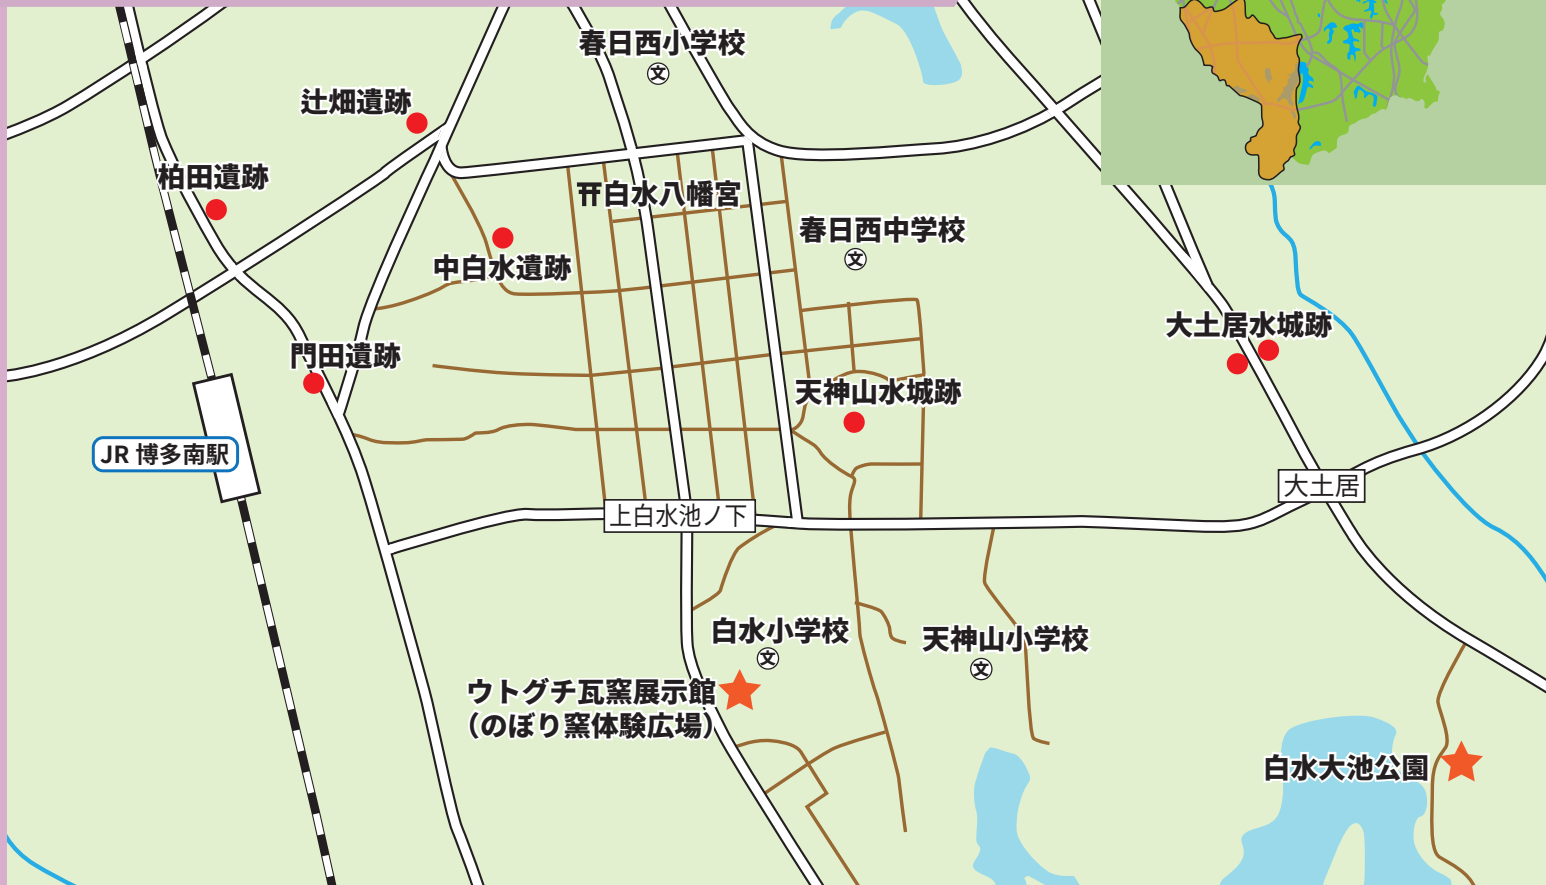 春日西小学校
文
辻畑遺跡
柏田遺跡
白水八幡宮
春日西中学校
文
中白水遺跡
大土居水城跡
門田遺跡
天神山水城跡
JR 博多南駅
大土居
上白水池ノ下
白水小学校
文
天神山小学校
文
ウトグチ瓦窯展示館
（のぼり窯体験広場）
白水大池公園